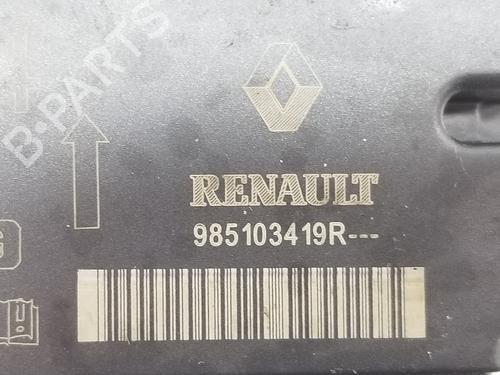 B-PARTS
RENAULT
985103419R---
G